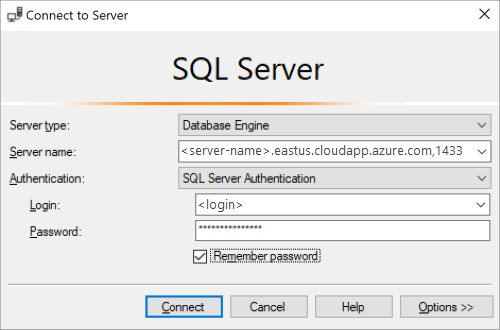 Connect to Server
SQL Server
Server type: Database Engine
Server name: <server-name>.eastus.cloudapp.azure.com,1433
Authentication: SQL Server Authentication
Login: <login>
Password: ***************
Remember password
Connect Cancel Help Options >>